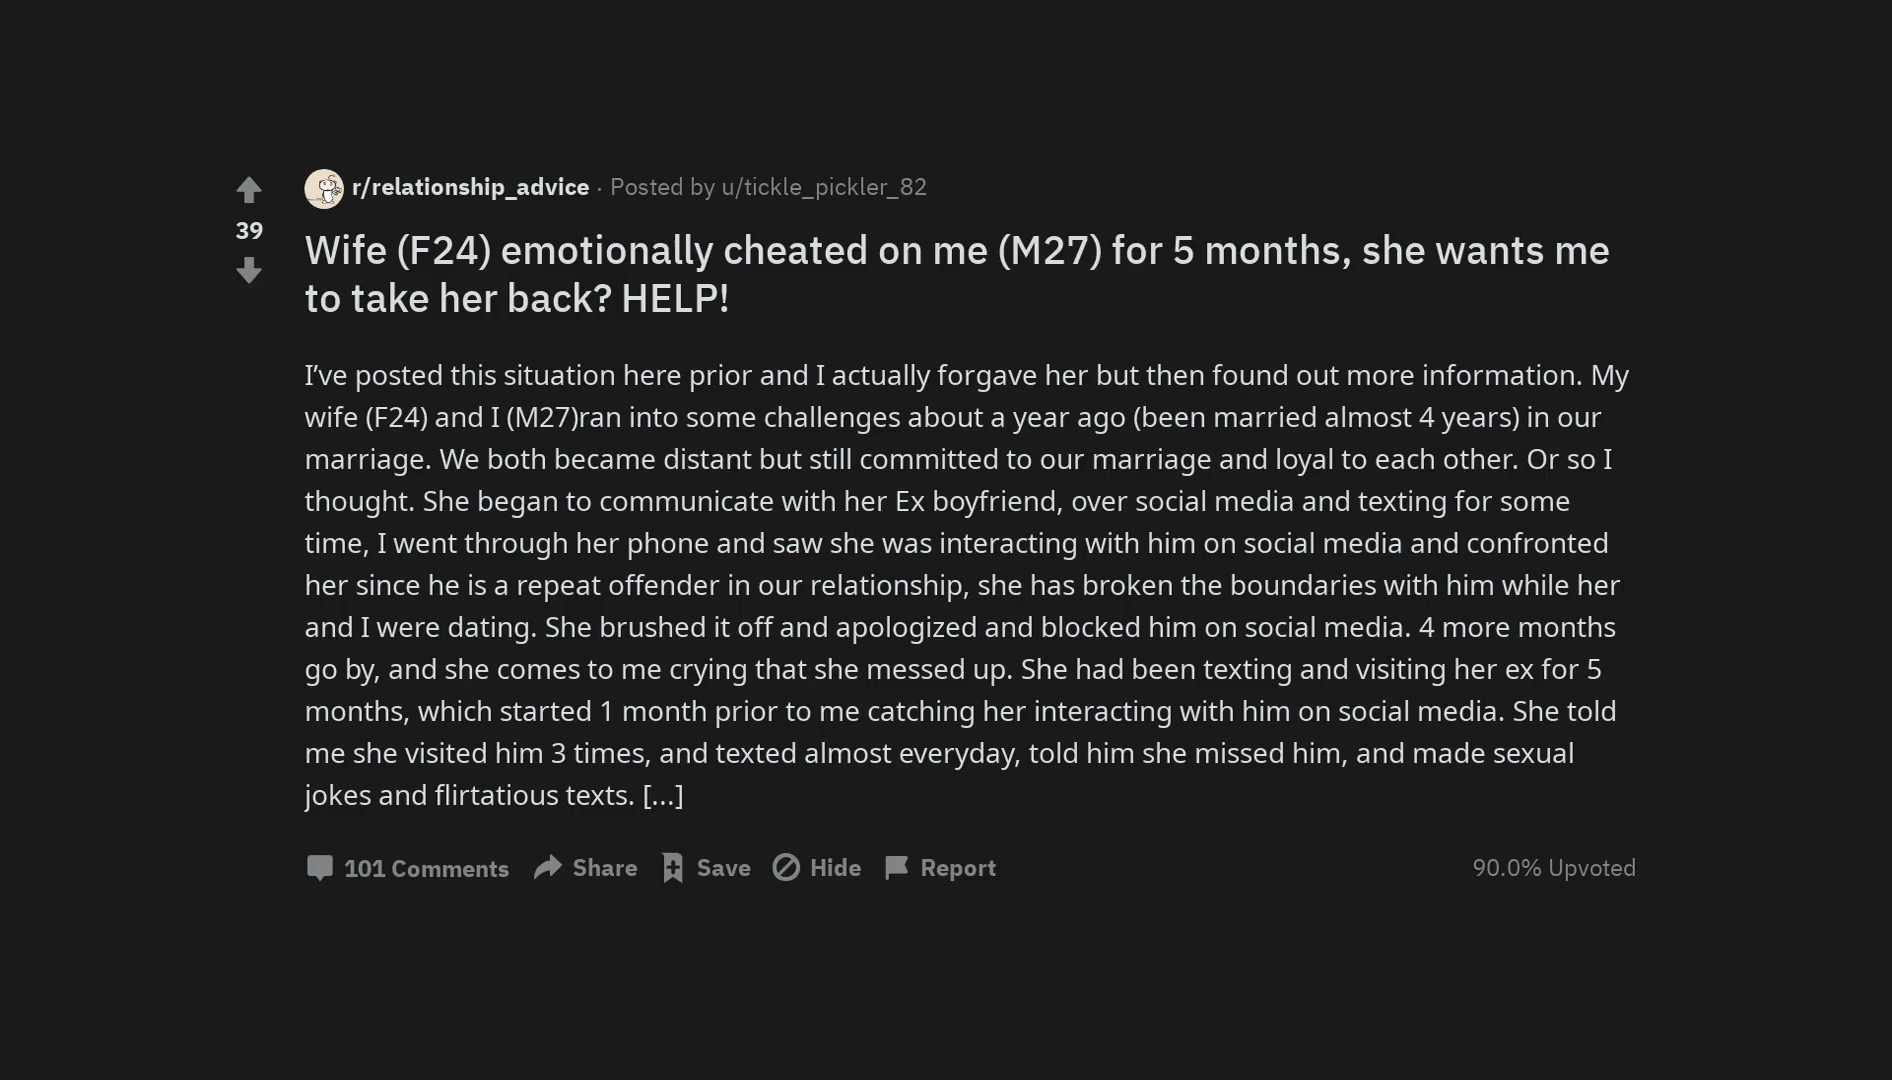 r/relationship_advice · Posted by u/tickle_pickler_82
39
Wife (F24) emotionally cheated on me (M27) for 5 months, she wants me
to take her back? HELP!
I’ve posted this situation here prior and I actually forgave her but then found out more information. My
wife (F24) and I (M27)ran into some challenges about a year ago (been married almost 4 years) in our
marriage. We both became distant but still committed to our marriage and loyal to each other. Or so I
thought. She began to communicate with her Ex boyfriend, over social media and texting for some
time, I went through her phone and saw she was interacting with him on social media and confronted
her since he is a repeat offender in our relationship, she has broken the boundaries with him while her
and I were dating. She brushed it off and apologized and blocked him on social media. 4 more months
go by, and she comes to me crying that she messed up. She had been texting and visiting her ex for 5
months, which started 1 month prior to me catching her interacting with him on social media. She told
me she visited him 3 times, and texted almost everyday, told him she missed him, and made sexual
jokes and flirtatious texts. [...]
101 Comments Share Save Hide Report 90.0% Upvoted